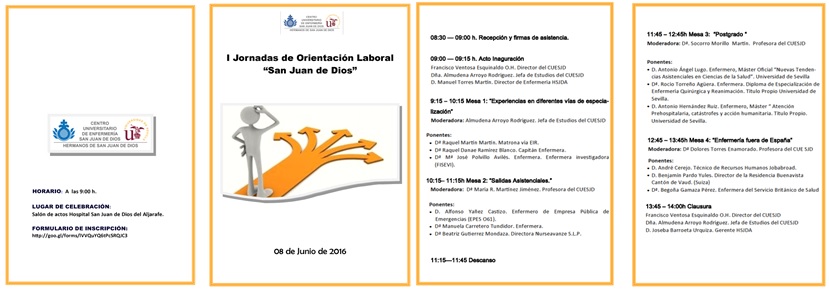 CENTRO
UNIVERSITARIO
DE ENFERMERÍA
SAN JUAN DE DIOS
HERMANOS DE SAN JUAN DE DIOS
HORARIO: A las 9:00 h.
LUGAR DE CELEBRACIÓN:
Salón de actos Hospital San Juan de Dios del Aljarafe.
FORMULARIO DE INSCRIPCIÓN:
CENTRO
UNIVERSITARIO
DE ENFERMERÍA
SAN JUAN DE DIOS
HERMANOS DE SAN JUAN DE DIOS
I Jornadas de Orientación Laboral
“San Juan de Dios”
08 de Junio de 2016
08:30 — 09:00 h. Recepción y firmas de asistencia.
09:00 — 09:15 h. Acto Inaguración
Francisco Ventosa Esquinaldo O.H. Director del CUESJD
Dña. Almudena Arroyo Rodríguez. Jefa de Estudios del CUESJD
D. Manuel Torres Martín. Director de Enfermería HSJDA
9:15 – 10:15 Mesa 1: "Experiencias en diferentes vías de especia-
lización"
Moderadora: Almudena Arroyo Rodríguez. Jefa de Estudios del CUESJD
Ponentes:
• Dª Raquel Martín Martín. Matrona vía EIR.
• Dª Raquel Danae Ramírez Blanco. Capitán Enfermera.
• Dª Mª José Polvillo Avilés. Enfermera. Enfermera investigadora
(FISEVI).
10:15– 11:15h Mesa 2: "Salidas Asistenciales."
Moderadora: Dª María R. Martínez Jiménez. Profesora del CUESJD
Ponentes:
• D. Alfonso Yañez Castizo. Enfermero de Empresa Pública de
Emergencias (EPES O61).
• Dª Manuela Carretero Tundidor. Enfermera.
• Dª Beatriz Gutierrez Mondaza. Directora Nurseavanze S.L.P.
11:15—11:45 Descanso
11:45 – 12:45h Mesa 3: "Postgrado "
Moderadora: Dª. Socorro Morillo Martín. Profesora del CUESJD
Ponentes:
• D. Antonio Ángel Lugo. Enfermero, Máster Oficial "Nuevas Tenden-
cias Asistenciales en Ciencias de la Salud". Universidad de Sevilla
• Dª. Rocío Torreño Agüera. Enfermera. Diploma de Especialización de
Enfermería Quirúrgica y Reanimación. Título Propio Universidad de
Sevilla.
• D. Antonio Hernández Ruiz. Enfermero, Máster " Atención
Prehospitalaria, catástrofes y acción humanitaria. Título Propio.
Universidad de Sevilla.
12:45 – 13:45h Mesa 4: "Enfermería fuera de España"
Moderadora: Dª Dolores Torres Enamorado. Profesora del CUE SJD
Ponentes:
• D. André Cerejo. Técnico de Recursos Humanos Jobabroad.
• D. Benjamín Pardo Yules. Director de la Residencia Bouenavista
Cantón de Vaud. (Suiza)
• Dª. Begoña Gamaza Pérez. Enfermera del Servicio Británico de Salud
13:45 – 14:00h Clausura
Francisco Ventosa Esquinaldo O.H. Director del CUESJD
Dña. Almudena Arroyo Rodríguez. Jefa de Estudios del CUESJD
D. Joseba Barroeta Urquiza. Gerente HSJDA